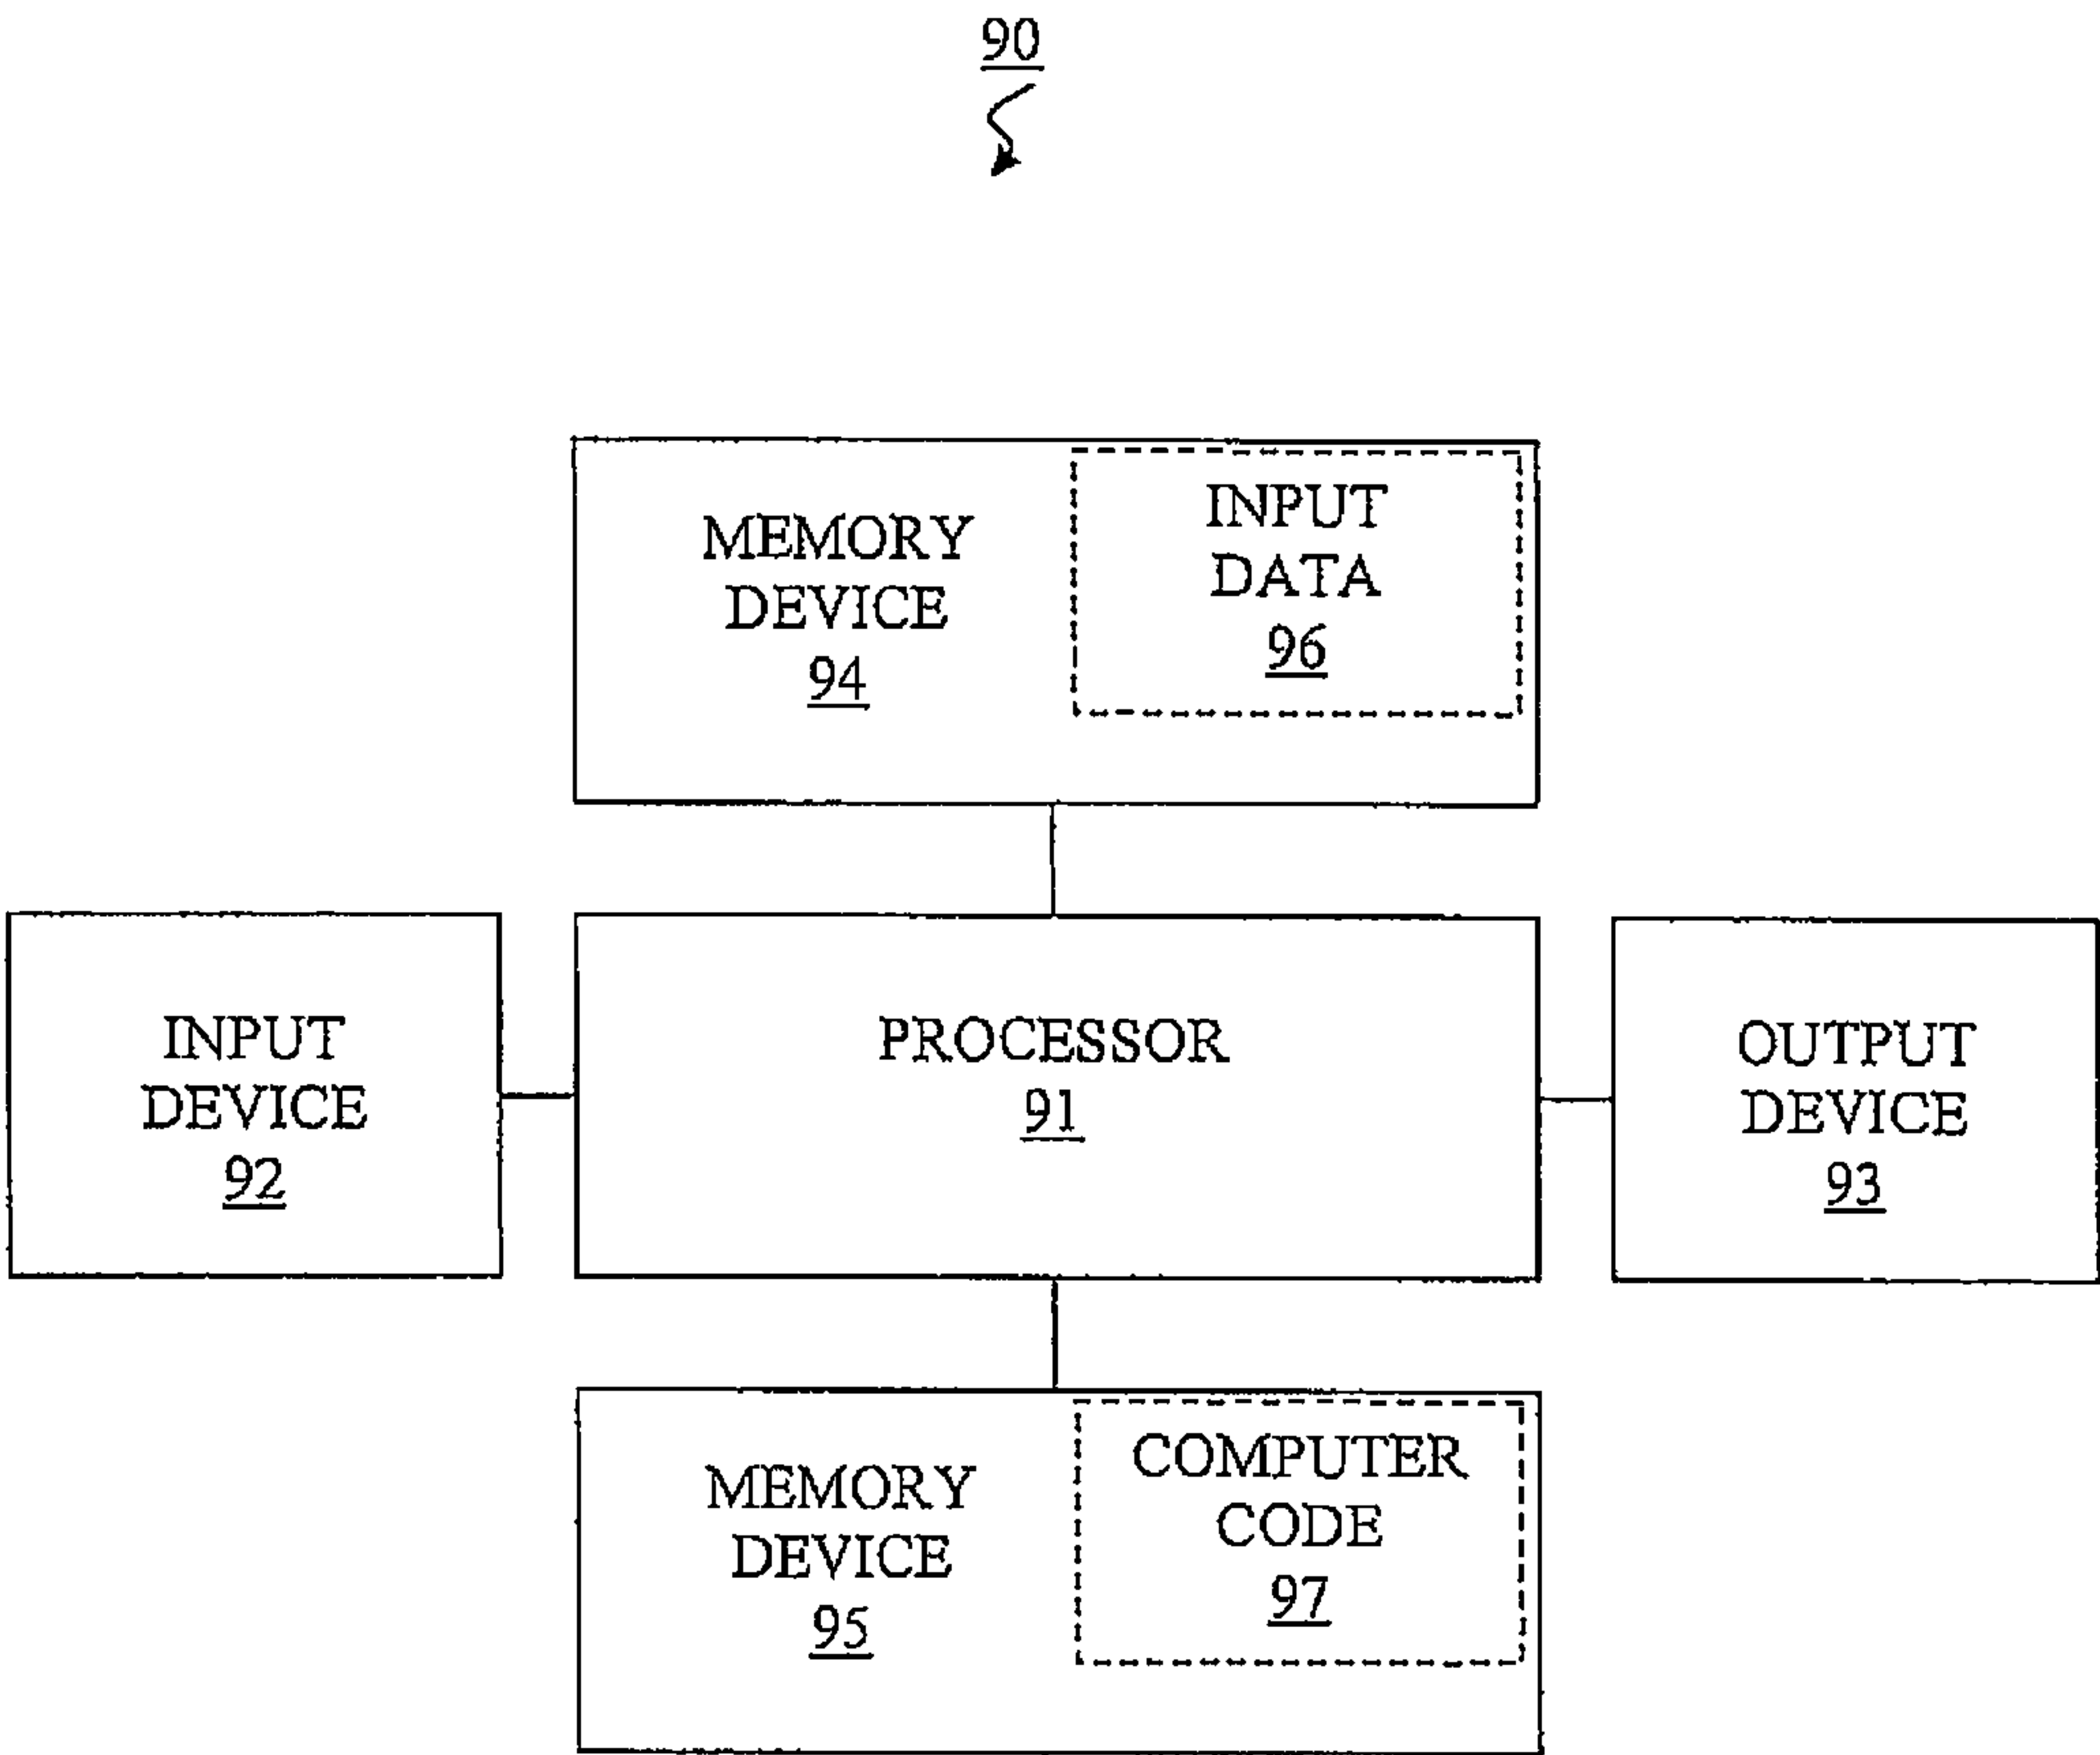 90
MEMORY
DEVICE
94
INPUT
DATA
96
INPUT
DEVICE
92
PROCESSOR
91
OUTPUT
DEVICE
93
MEMORY
DEVICE
95
COMPUTER
CODE
97